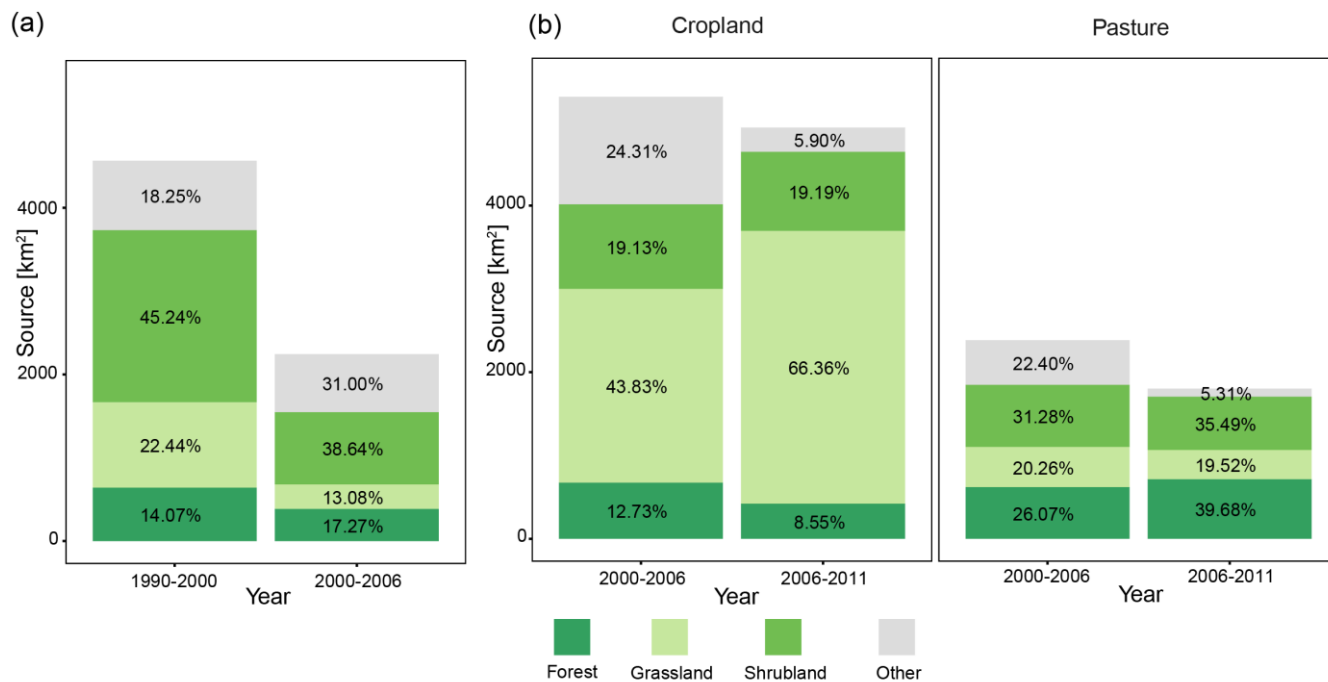 (a)
Source [km²]
4000
2000
0
18.25%
45.24%
22.44%
14.07%
31.00%
38.64%
13.08%
17.27%
1990-2000
2000-2006
Year
(b)
Cropland
Pasture
Source [km²]
4000
2000
0
24.31%
19.13%
43.83%
12.73%
5.90%
19.19%
66.36%
8.55%
2000-2006
2006-2011
Year
22.40%
31.28%
20.26%
26.07%
5.31%
35.49%
19.52%
39.68%
2000-2006
2006-2011
Year
Forest
Grassland
Shrubland
Other